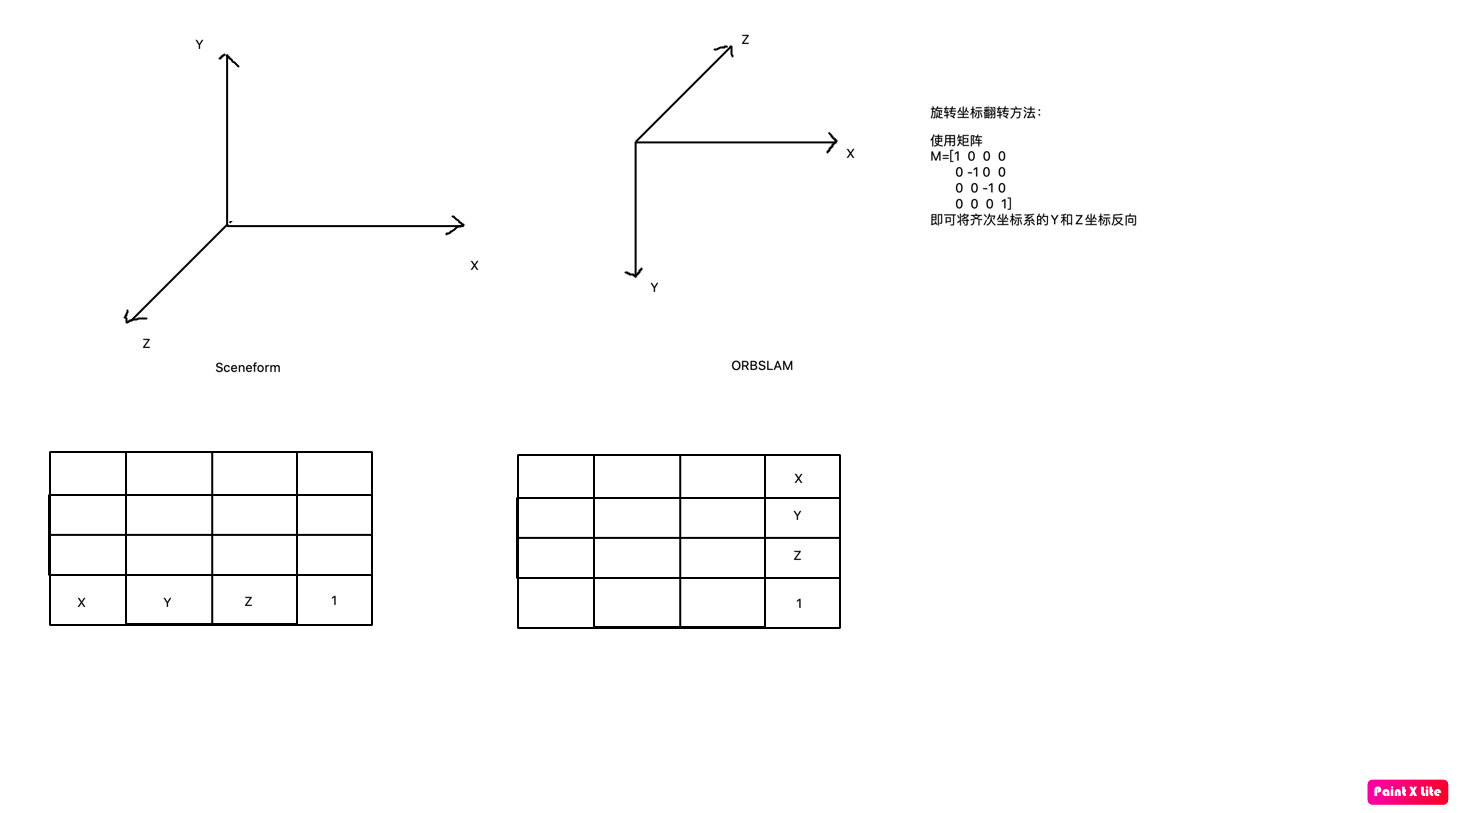 Y
X
Z
Sceneform
Z
X
Y
ORBSLAM
旋转坐标翻转方法：
使用矩阵
M=[1 0 0 0
0 -1 0 0
0 0 -1 0
0 0 0 1]
即可将齐次坐标系的Y和Z坐标反向
X Y Z 1
X
Y
Z
1
Paint X Lite